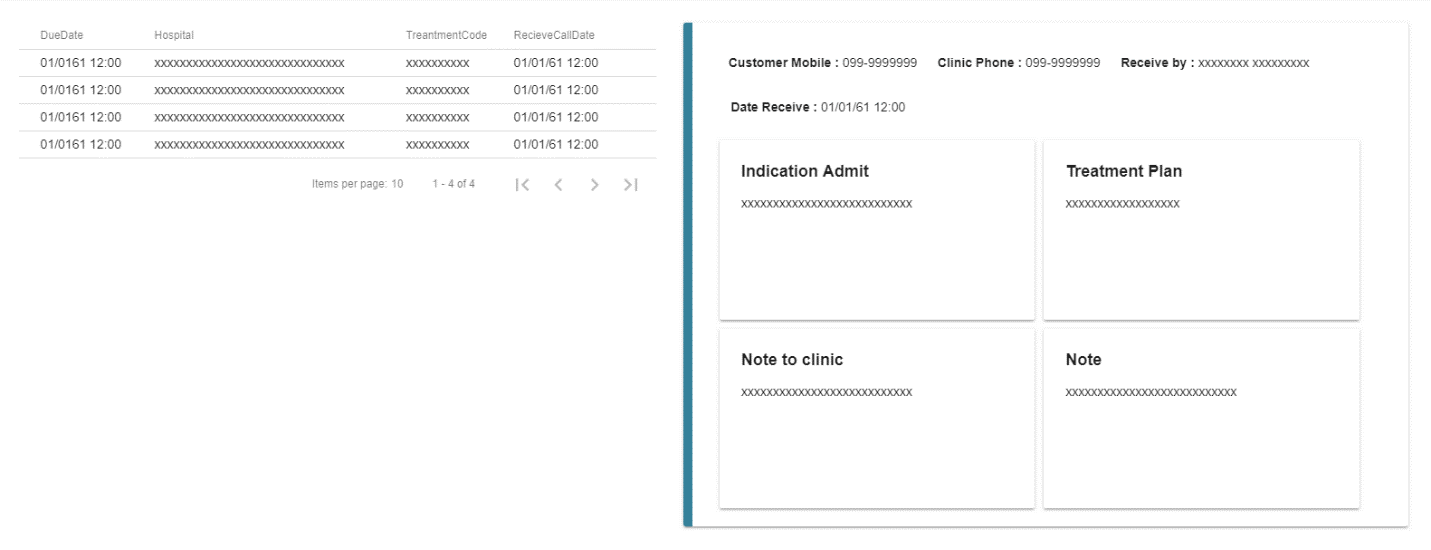 DueDate Hospital TreantmentCode RecieveCallDate
01/0161 12:00 xxxxxxxxxxxxxxxxxxxxxxxxxxxxxx xxxxxxxxxx 01/01/61 12:00
01/0161 12:00 xxxxxxxxxxxxxxxxxxxxxxxxxxxxxx xxxxxxxxxx 01/01/61 12:00
01/0161 12:00 xxxxxxxxxxxxxxxxxxxxxxxxxxxxxx xxxxxxxxxx 01/01/61 12:00
01/0161 12:00 xxxxxxxxxxxxxxxxxxxxxxxxxxxxxx xxxxxxxxxx 01/01/61 12:00
Items per page: 10 1 - 4 of 4
Customer Mobile : 099-9999999 Clinic Phone : 099-9999999 Receive by : xxxxxxxx xxxxxxxxx
Date Receive : 01/01/61 12:00
Indication Admit
xxxxxxxxxxxxxxxxxxxxxxxxxxx
Treatment Plan
xxxxxxxxxxxxxxxxxx
Note to clinic
xxxxxxxxxxxxxxxxxxxxxxxxxxx
Note
xxxxxxxxxxxxxxxxxxxxxxxxxxx